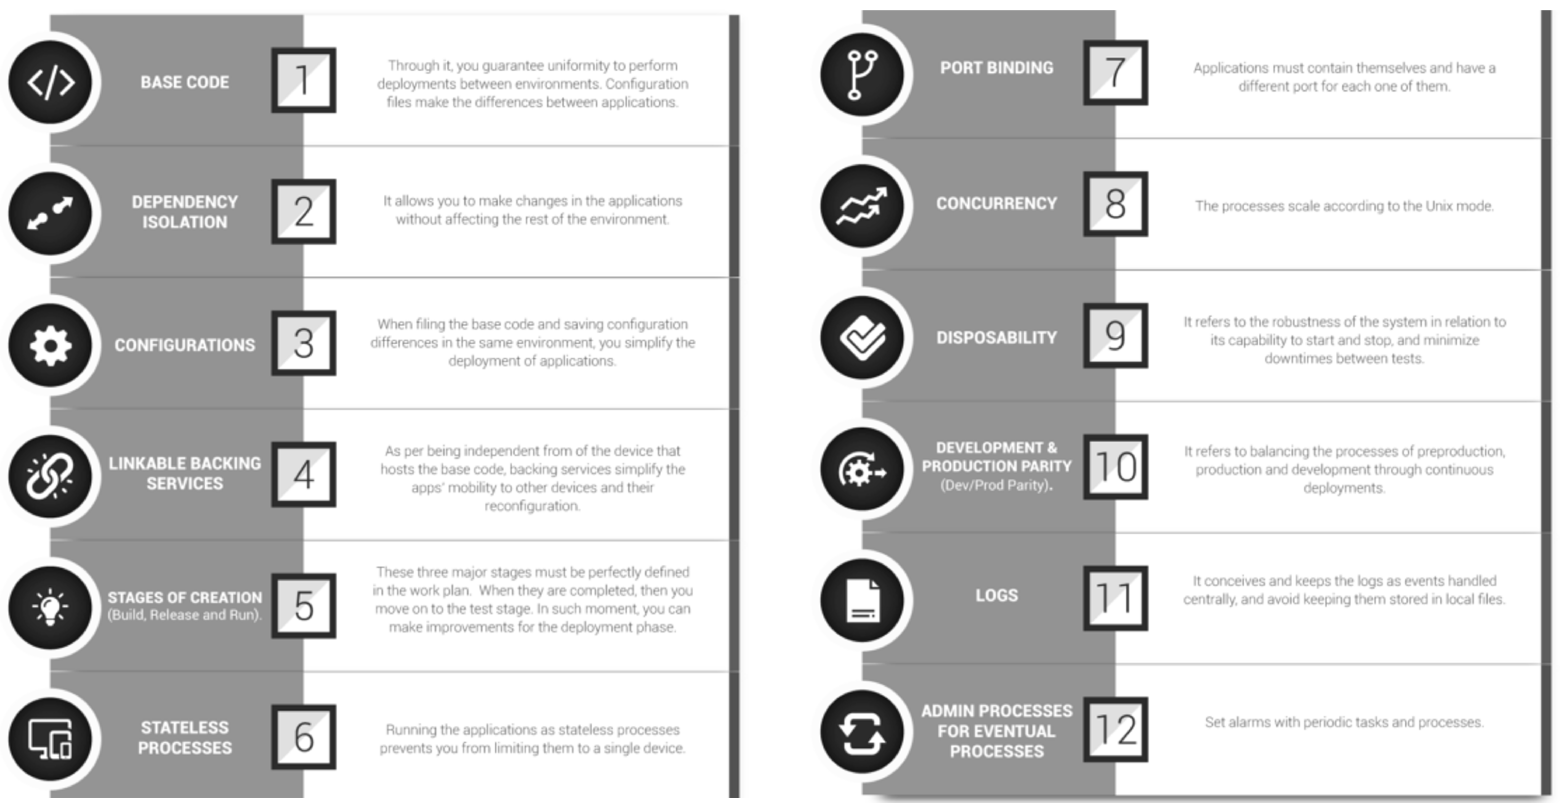 BASE CODE
1
Through it, you guarantee uniformity to perform
deployments between environments. Configuration
files make the differences between applications.
DEPENDENCY
ISOLATION
2
It allows you to make changes in the applications
without affecting the rest of the environment.
CONFIGURATIONS
3
When filing the base code and saving configuration
differences in the same environment, you simplify the
deployment of applications.
LINKABLE BACKING
SERVICES
4
As per being independent from of the device that
hosts the base code, backing services simplify the
apps' mobility to other devices and their
reconfiguration.
STAGES OF CREATION
(Build, Release and Run).
5
These three major stages must be perfectly defined
in the work plan. When they are completed, then you
move on to the test stage. In such moment, you can
make improvements for the deployment phase.
STATELESS
PROCESSES
6
Running the applications as stateless processes
prevents you from limiting them to a single device.
PORT BINDING
7
Applications must contain themselves and have a
different port for each one of them.
CONCURRENCY
8
The processes scale according to the Unix mode.
DISPOSABILITY
9
It refers to the robustness of the system in relation to
its capability to start and stop, and minimize
downtimes between tests.
DEVELOPMENT &
PRODUCTION PARITY
(Dev/Prod Parity).
10
It refers to balancing the processes of preproduction,
production and development through continuous
deployments.
LOGS
11
It conceives and keeps the logs as events handled
centrally, and avoid keeping them stored in local files.
ADMIN PROCESSES
FOR EVENTUAL
PROCESSES
12
Set alarms with periodic tasks and processes.